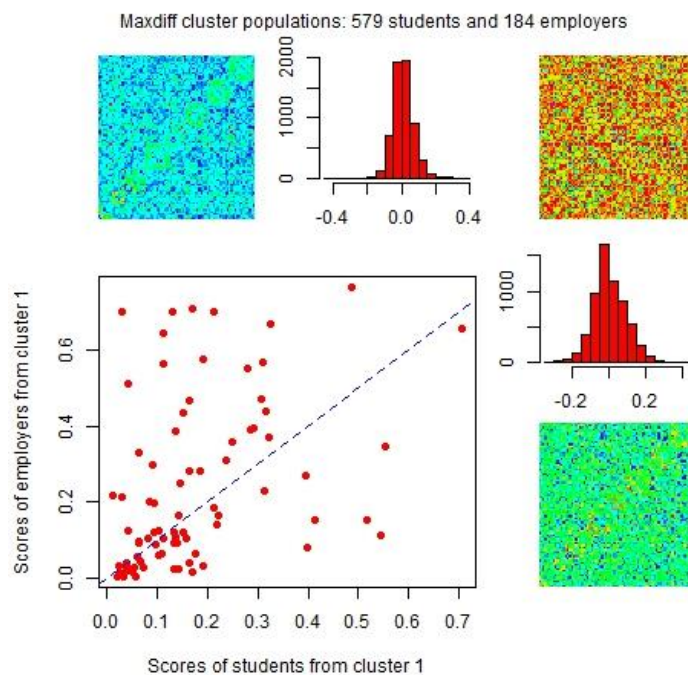 Maxdiff cluster populations: 579 students and 184 employers
2000
1000
0
-0.4 0.0 0.4
1000
0
-0.2 0.2
Scores of employers from cluster 1
0.6
0.4
0.2
0.0
0.0 0.1 0.2 0.3 0.4 0.5 0.6 0.7
Scores of students from cluster 1